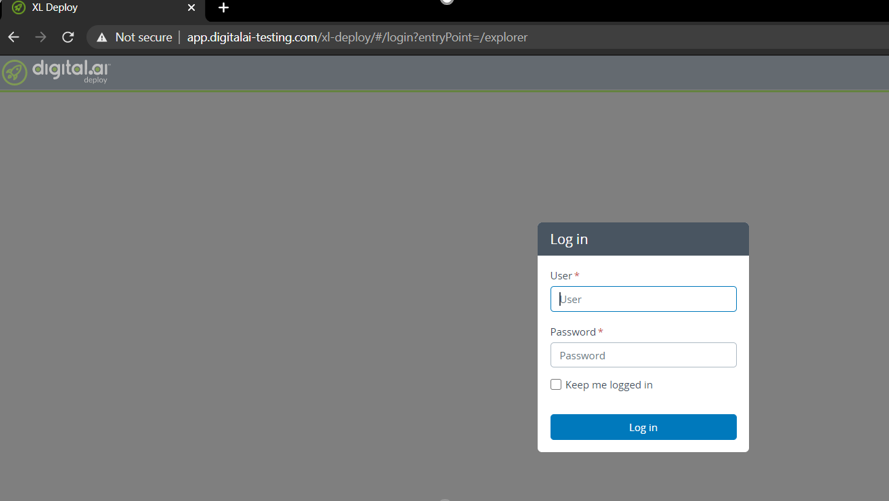 XL Deploy
Not secure | app.digitalai-testing.com/xl-deploy/#/login?entryPoint=/explorer
digital.ai
deploy
Log in
User *
User
Password *
Password
Keep me logged in
Log in